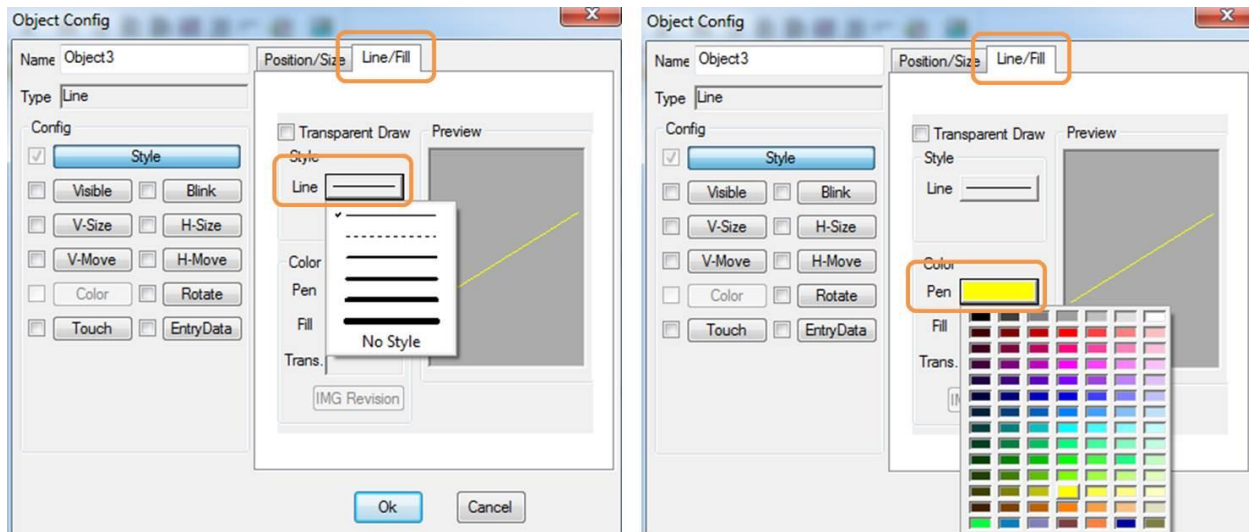 Object Config
Name Object3
Type Line
Config
Style
Visible Blink
V-Size H-Size
V-Move H-Move
Color Rotate
Touch EntryData
Position/Size Line/Fill
Transparent Draw
Preview
Style
Line
Color
Pen
Fill
No Style
Trans.
IMG Revision
Ok Cancel
Object Config
Name Object3
Type Line
Config
Style
Visible Blink
V-Size H-Size
V-Move H-Move
Color Rotate
Touch EntryData
Position/Size Line/Fill
Transparent Draw
Preview
Style
Line
Color
Pen
Fill
Trans.